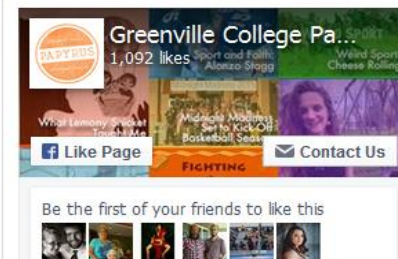 Greenville College Pa...
PAPYRUS
1,092 likes
Sport and Faith:
Alonzo Stagg
SPORT
Weird Sport
Cheese Rolling
What Lemony Snicket
Taught Me
Midnight Madness
Set to Kick Off
Basketball Season
Like Page
Contact Us
FIGHTING
Be the first of your friends to like this